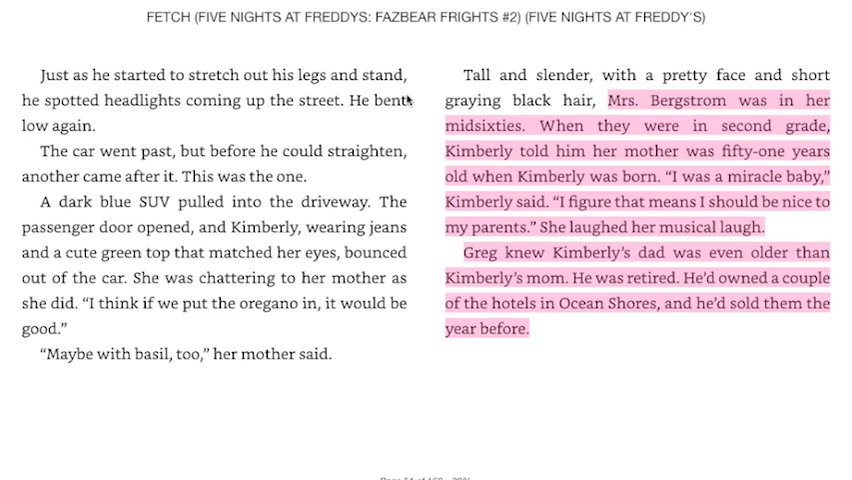 FETCH (FIVE NIGHTS AT FREDDYS: FAZBEAR FRIGHTS #2) (FIVE NIGHTS AT FREDDY'S)
Just as he started to stretch out his legs and stand,
he spotted headlights coming up the street. He bent
low again.
The car went past, but before he could straighten,
another came after it. This was the one.
A dark blue SUV pulled into the driveway. The
passenger door opened, and Kimberly, wearing jeans
and a cute green top that matched her eyes, bounced
out of the car. She was chattering to her mother as
she did. “I think if we put the oregano in, it would be
good.”
“Maybe with basil, too,” her mother said.
Tall and slender, with a pretty face and short
graying black hair, Mrs. Bergstrom was in her
midsixties. When they were in second grade,
Kimberly told him her mother was fifty-one years
old when Kimberly was born. “I was a miracle baby,”
Kimberly said. “I figure that means I should be nice to
my parents.” She laughed her musical laugh.
Greg knew Kimberly’s dad was even older than
Kimberly’s mom. He was retired. He’d owned a couple
of the hotels in Ocean Shores, and he’d sold them the
year before.